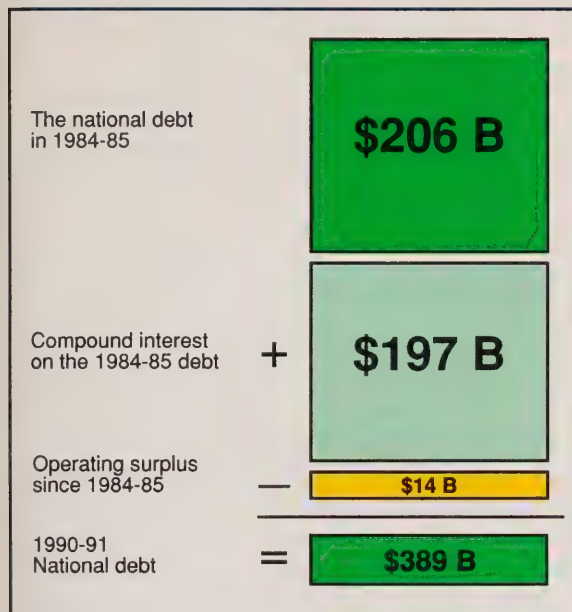 The national debt
in 1984-85
$206 B
Compound interest
on the 1984-85 debt
+
$197 B
Operating surplus
since 1984-85
—
$14 B
1990-91
National debt
=
$389 B